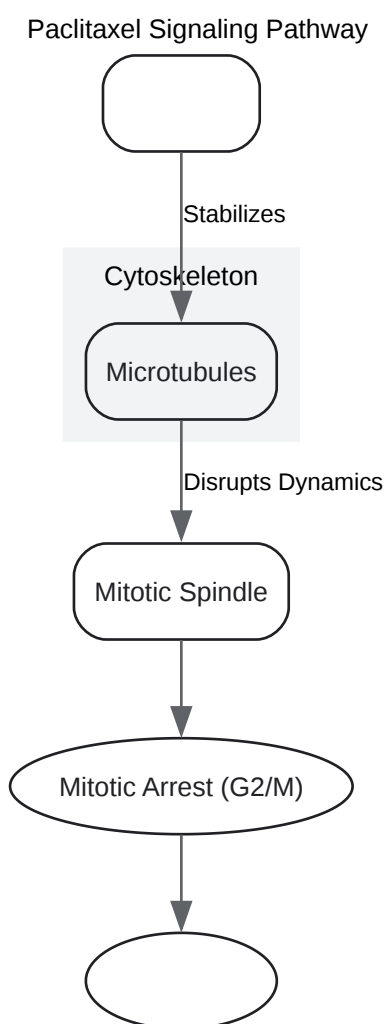 Paclitaxel Signaling Pathway
Stabilizes
Cytoskeleton
Microtubules
Disrupts Dynamics
Mitotic Spindle
Mitotic Arrest (G2/M)